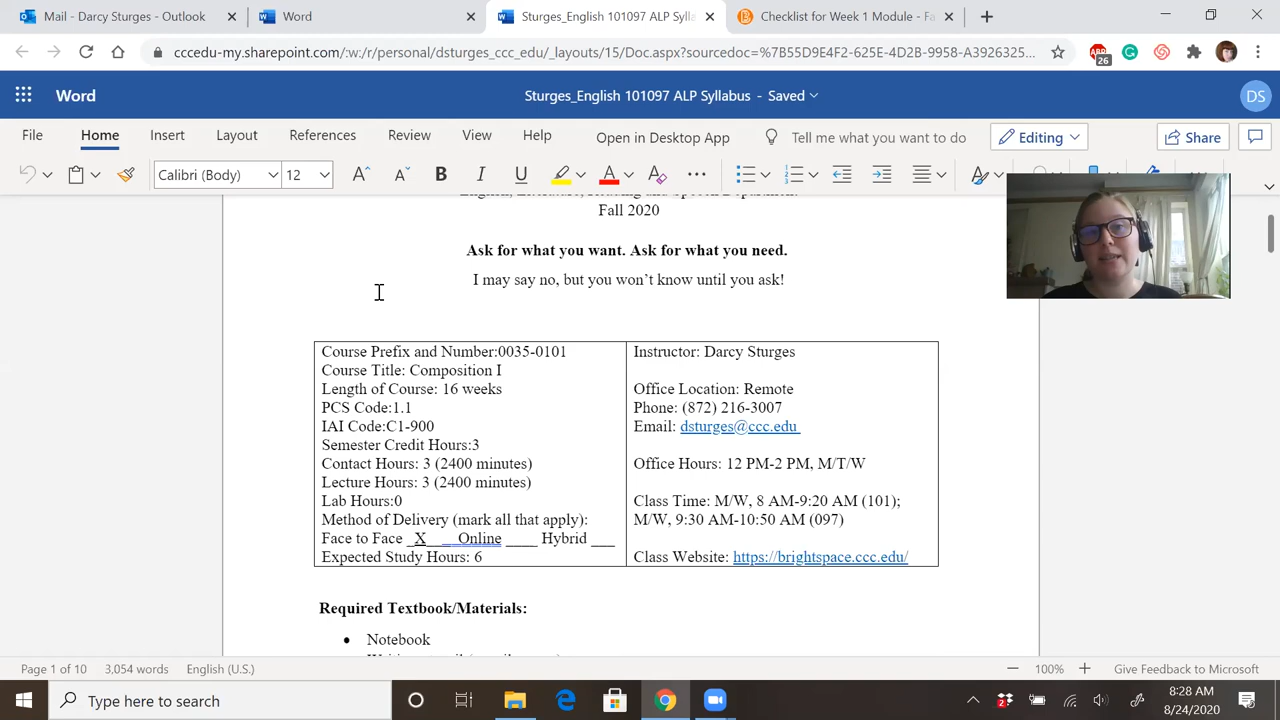 Mail - Darcy Sturges - Outlook
Word
Sturges_English 101097 ALP Sylla
Checklist for Week 1 Module - Fa
cccedu-my.sharepoint.com/:w:/r/personal/dsturges_ccc_edu/_layouts/15/Doc.aspx?sourcedoc=%7B55D9E4F2-625E-4D2B-9958-A3926325...
ABP
26
Word
Sturges_English 101097 ALP Syllabus - Saved
DS
File
Home
Insert
Layout
References
Review
View
Help
Open in Desktop App
Tell me what you want to do
Editing
Share
Calibri (Body)
12
English, Literature, Reading and Speech Department
Fall 2020
Ask for what you want. Ask for what you need.
I may say no, but you won't know until you ask!
Course Prefix and Number:0035-0101
Course Title: Composition I
Length of Course: 16 weeks
PCS Code:1.1
IAI Code:C1-900
Semester Credit Hours:3
Contact Hours: 3 (2400 minutes)
Lecture Hours: 3 (2400 minutes)
Lab Hours:0
Method of Delivery (mark all that apply):
Face to Face _X___ Online ____ Hybrid ___
Expected Study Hours: 6
Instructor: Darcy Sturges
Office Location: Remote
Phone: (872) 216-3007
Email: dsturges@ccc.edu
Office Hours: 12 PM-2 PM, M/T/W
Class Time: M/W, 8 AM-9:20 AM (101);
M/W, 9:30 AM-10:50 AM (097)
Class Website: https://brightspace.ccc.edu/
Required Textbook/Materials:
• Notebook
Page 1 of 10
3,054 words
English (U.S.)
100%
Give Feedback to Microsoft
Type here to search
8:28 AM
8/24/2020